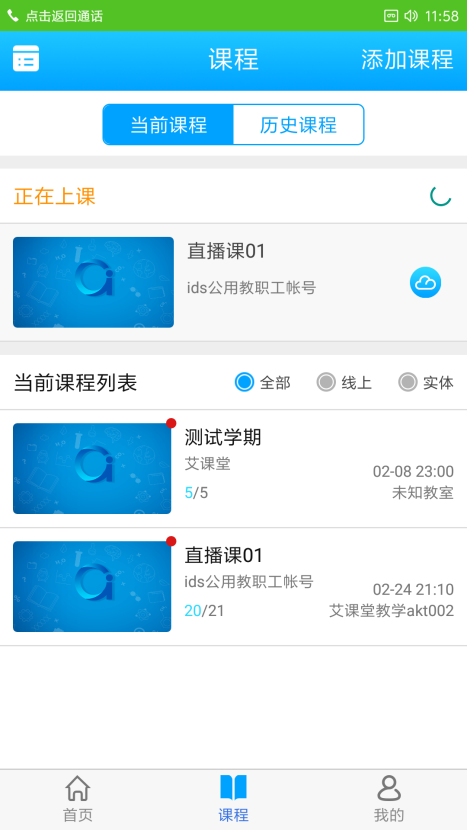 点击返回通话
11:58
课程
添加课程
当前课程
历史课程
正在上课
直播课01
ids公用教职工帐号
当前课程列表
全部
线上
实体
测试学期
艾课堂
02-08 23:00
5/5
未知教室
直播课01
ids公用教职工帐号
02-24 21:10
20/21
艾课堂教学akt002
首页
课程
我的